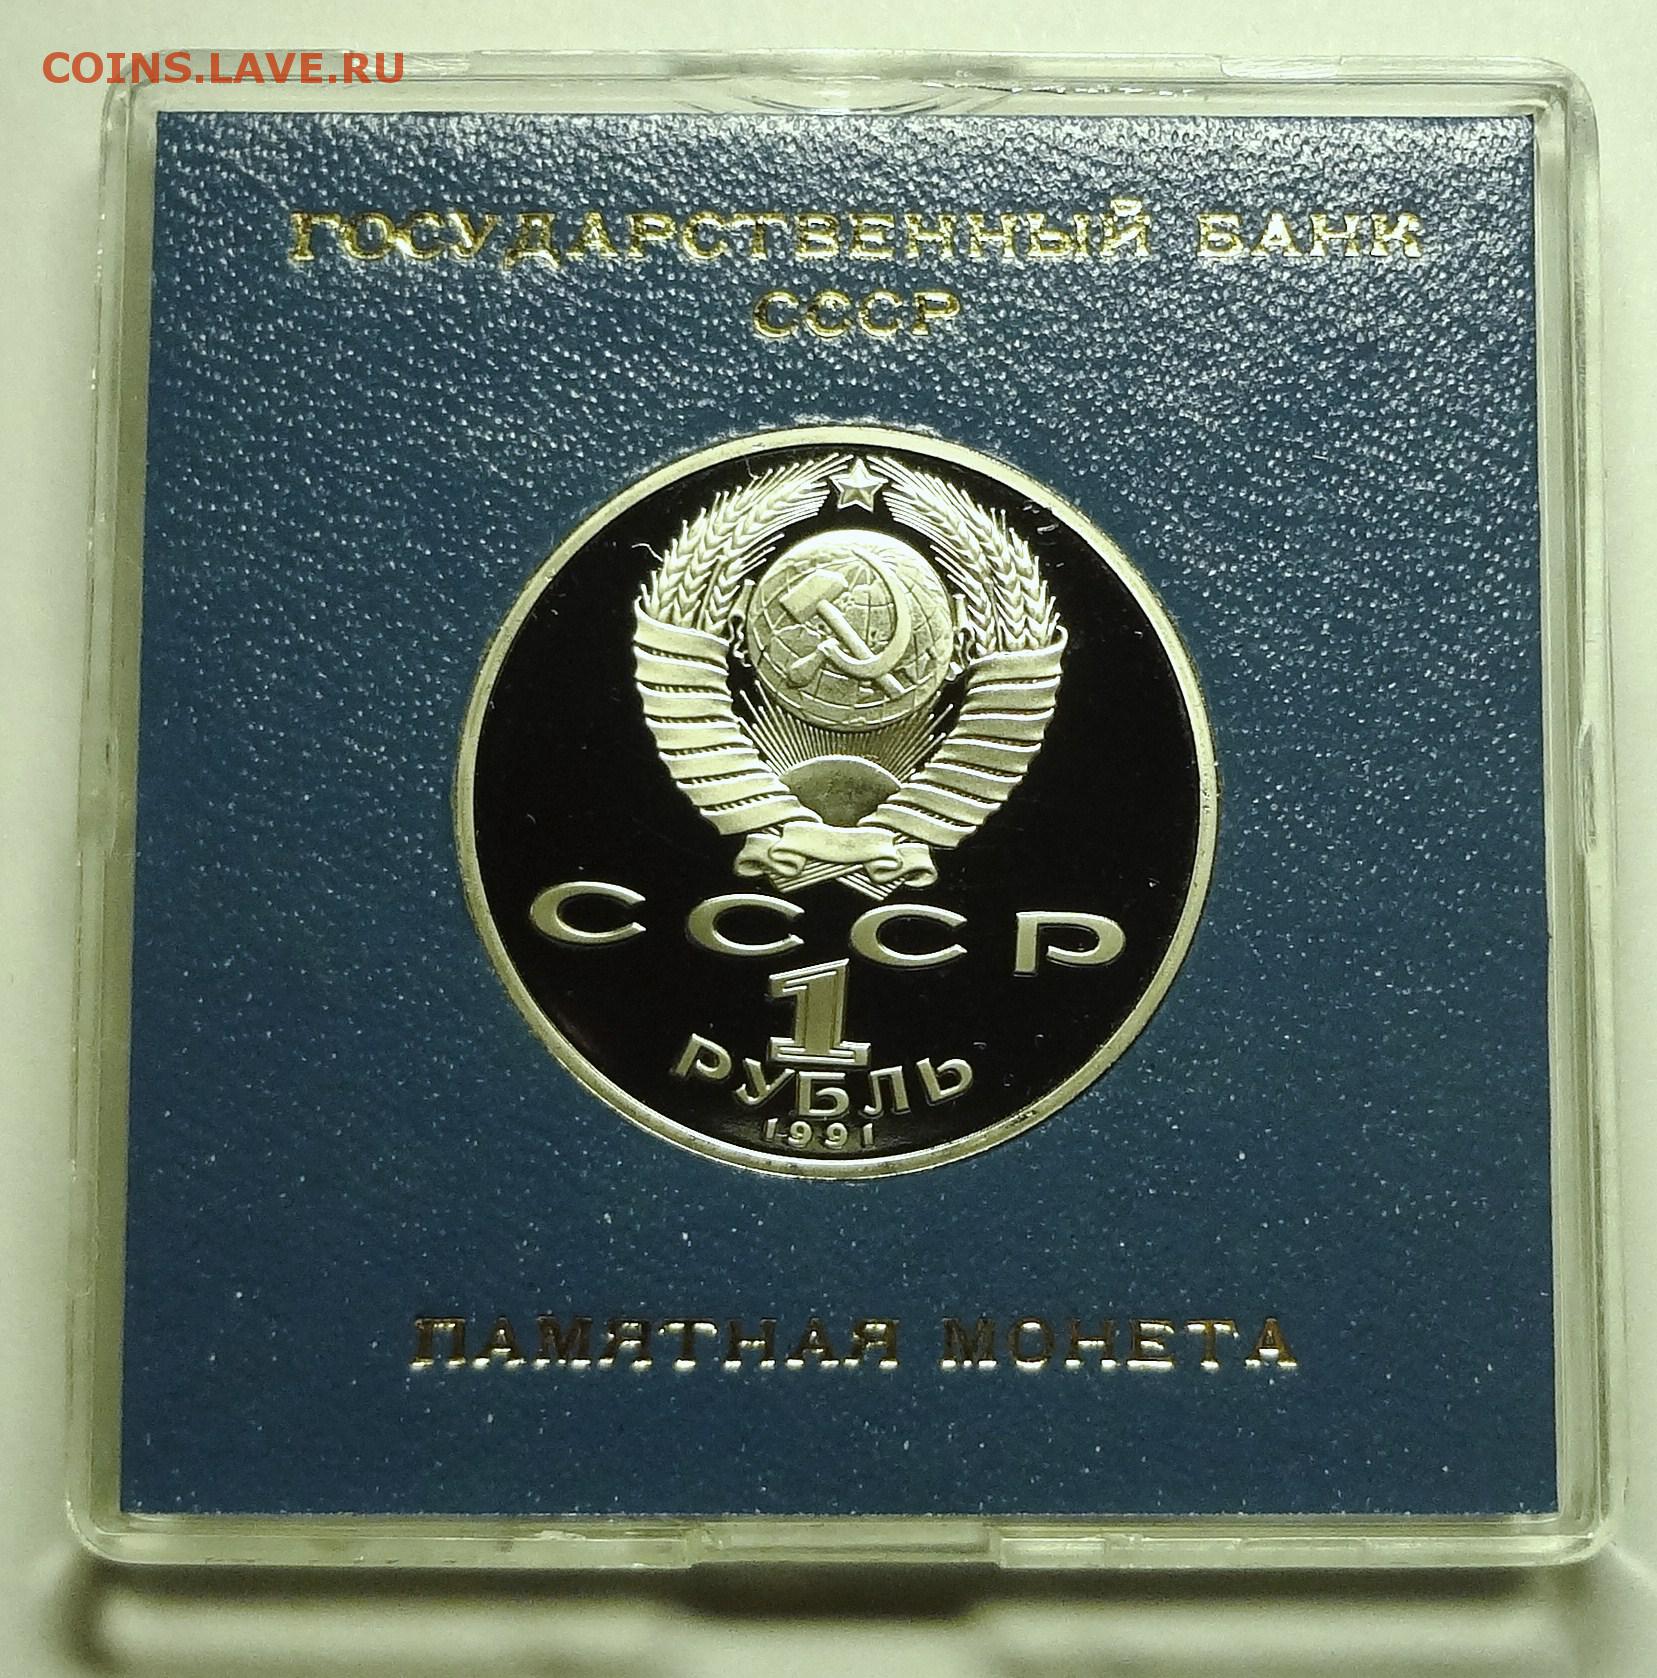 COINS.LAVE.RU
ГОСУДАРСТВЕННЫЙ БАНК
СССР
СССР
1
РУБЛЬ
1991
ПАМЯТНАЯ МОНЕТА